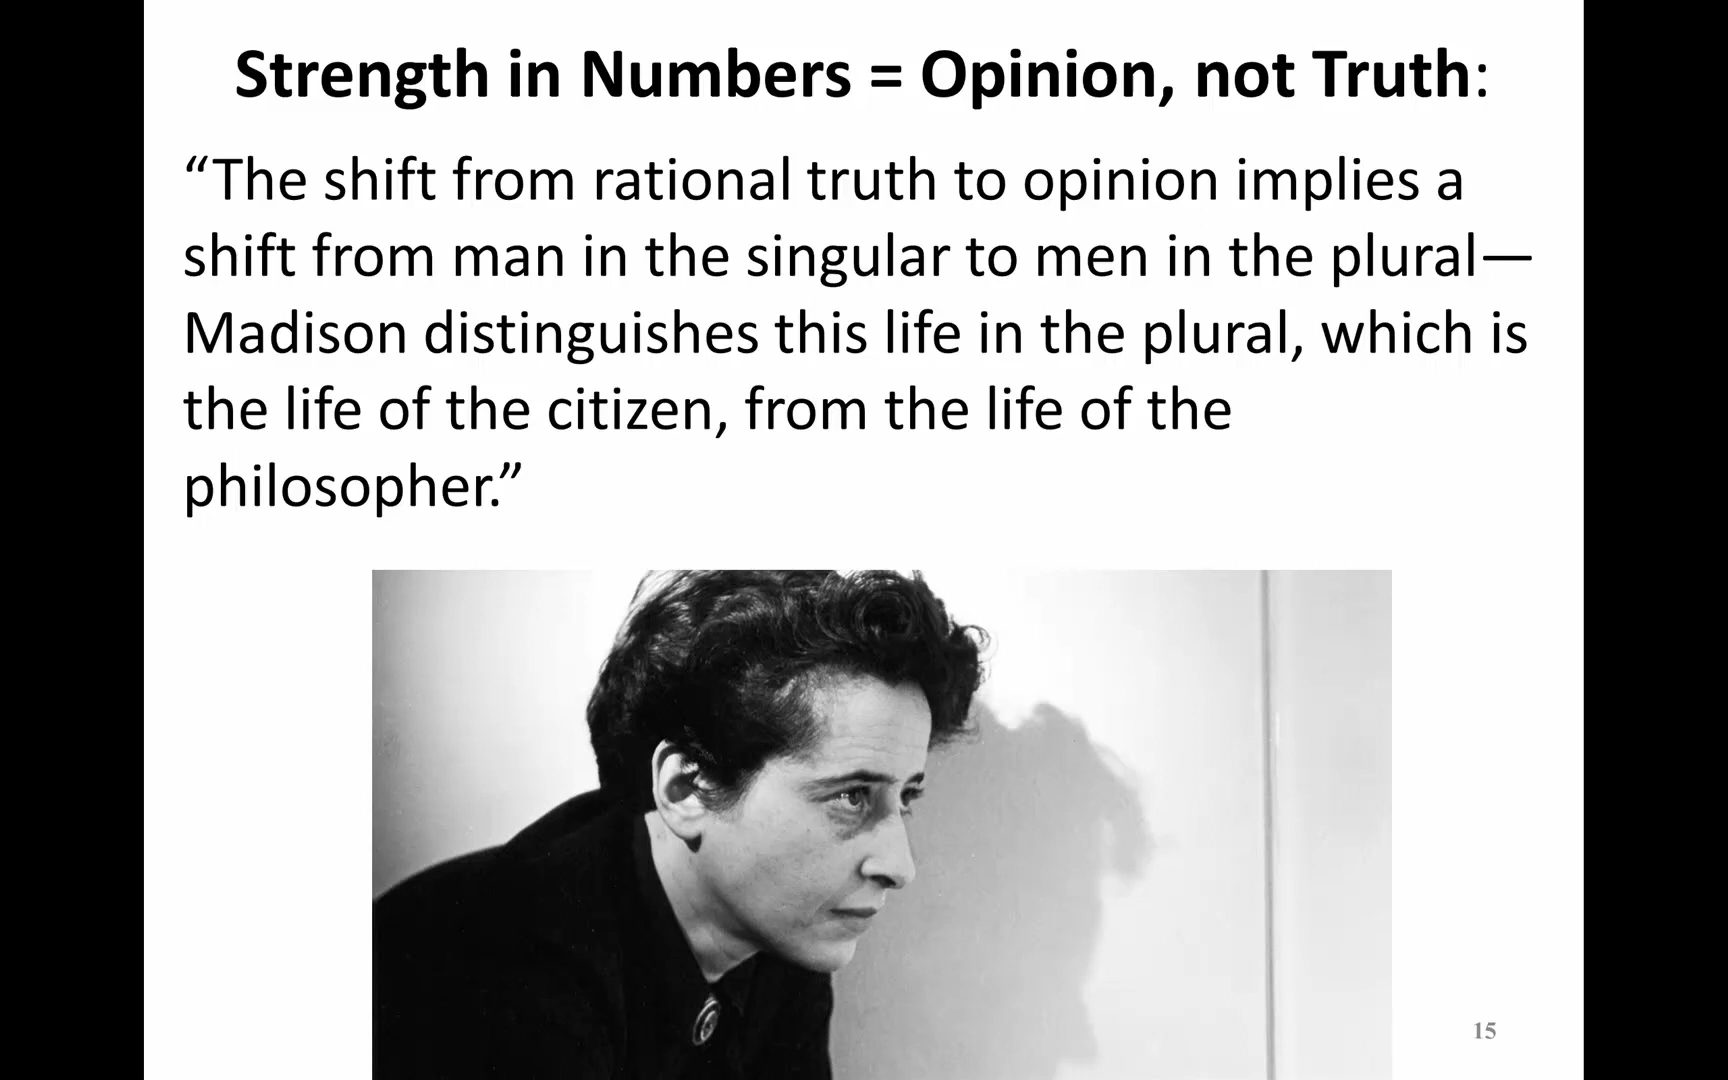 Strength in Numbers = Opinion, not Truth:
“The shift from rational truth to opinion implies a
shift from man in the singular to men in the plural—
Madison distinguishes this life in the plural, which is
the life of the citizen, from the life of the
philosopher.”
15